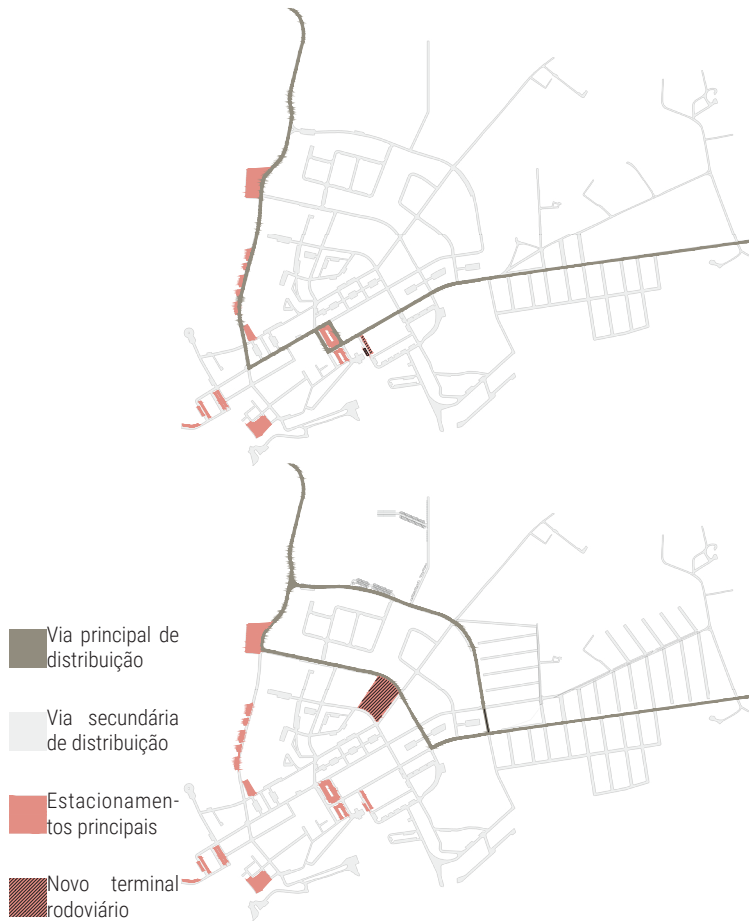 Via principal de
distribuição
Via secundária
de distribuição
Estacionamen-
tos principais
Novo terminal
rodoviário